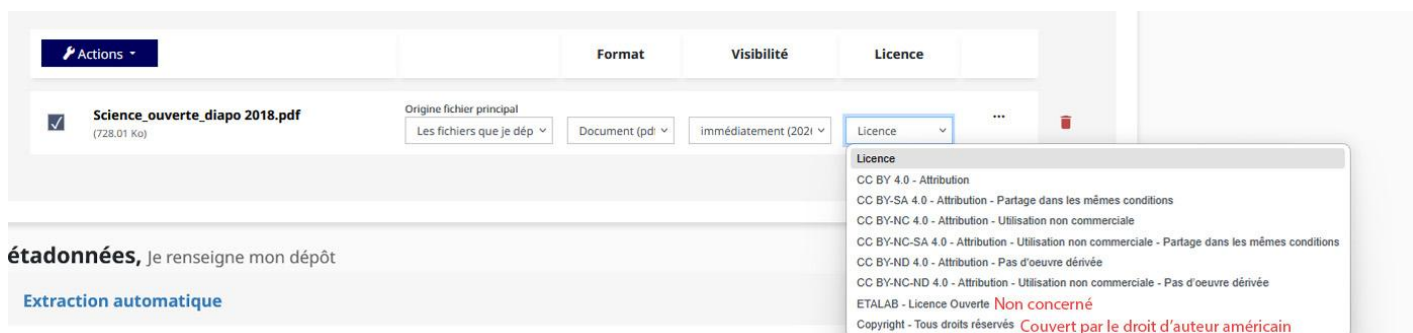 Actions
Format
Visibilité
Licence
Science_ouverte_diapo 2018.pdf
(728.01 Ko)
Origine fichier principal
Les fichiers que je dép
Document (pdf
immédiatement (202
Licence
...
Licence
CC BY 4.0 - Attribution
CC BY-SA 4.0 - Attribution - Partage dans les mêmes conditions
CC BY-NC 4.0 - Attribution - Utilisation non commerciale
CC BY-NC-SA 4.0 - Attribution - Utilisation non commerciale - Partage dans les mêmes conditions
CC BY-ND 4.0 - Attribution - Pas d'oeuvre dérivée
CC BY-NC-ND 4.0 - Attribution - Utilisation non commerciale - Pas d'oeuvre dérivée
ETALAB - Licence Ouverte Non concerné
Copyright - Tous droits réservés Couvert par le droit d'auteur américain
étadonnées, Je renseigne mon dépôt
Extraction automatique